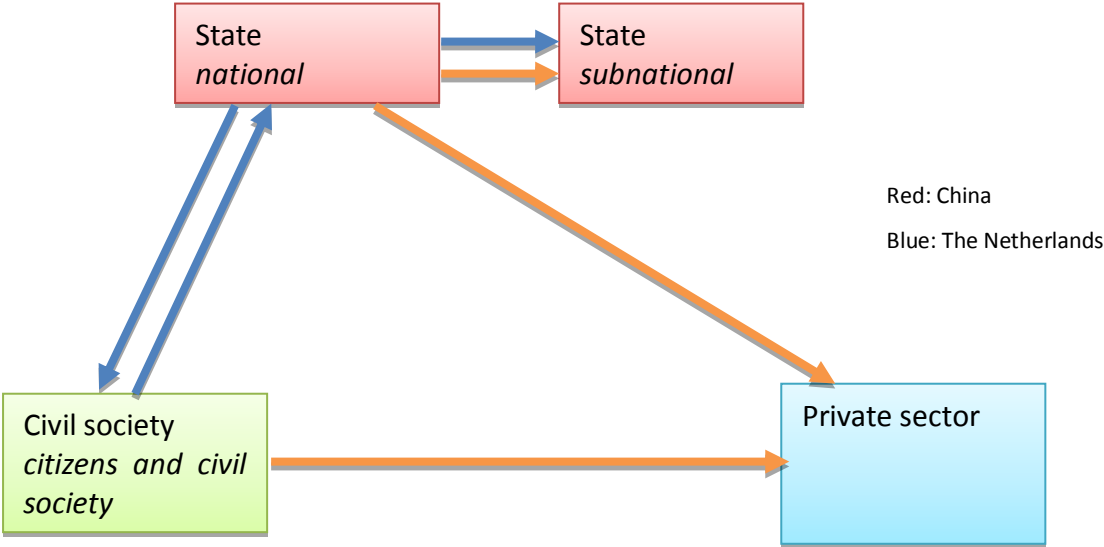 State
national
State
subnational
Red: China
Blue: The Netherlands
Civil society
citizens and civil
society
Private sector